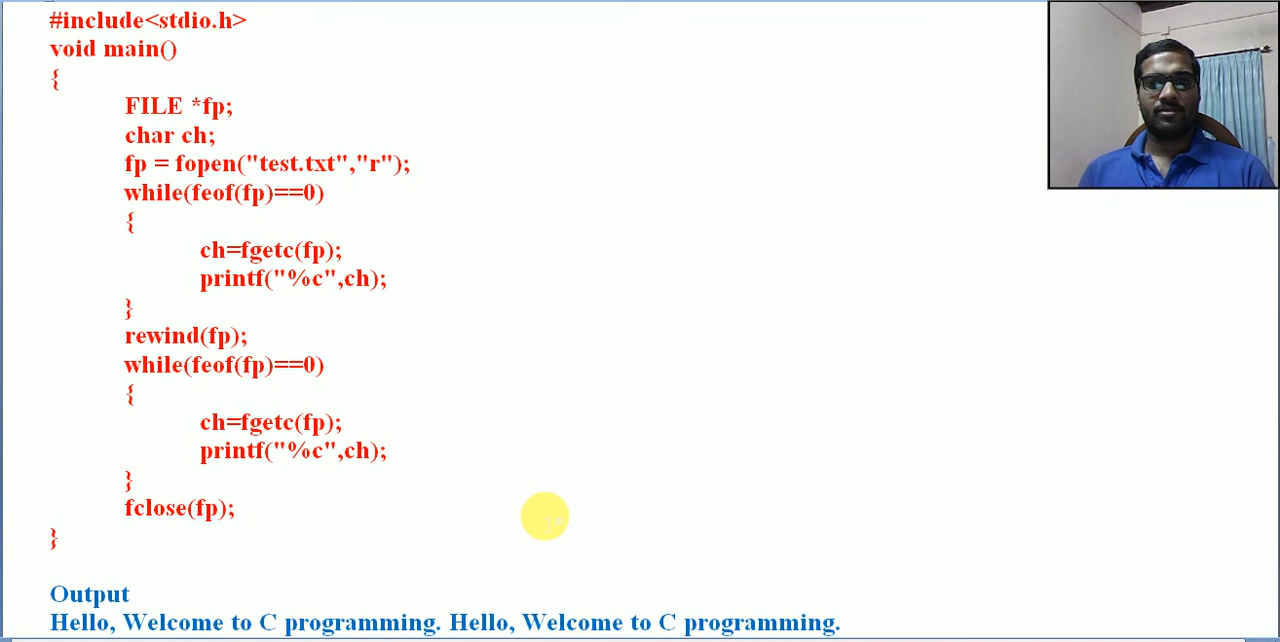 #include<stdio.h>
void main()
{
FILE *fp;
char ch;
fp = fopen("test.txt","r");
while(feof(fp)==0)
{
ch=fgetc(fp);
printf("%c",ch);
}
rewind(fp);
while(feof(fp)==0)
{
ch=fgetc(fp);
printf("%c",ch);
}
fclose(fp);
}
Output
Hello, Welcome to C programming. Hello, Welcome to C programming.